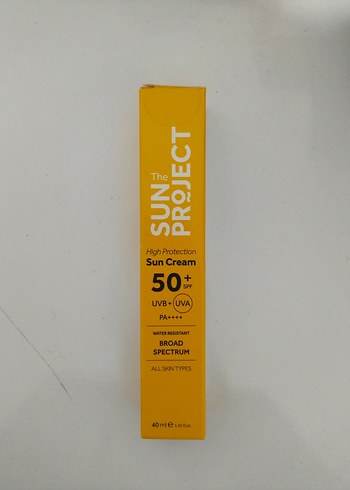 The
SUN
PROJECT
High Protection
Sun Cream
50+
SPF
UVB + UVA
PA++++
WATER RESISTANT
BROAD
SPECTRUM
ALL SKIN TYPES
40 ml ℮